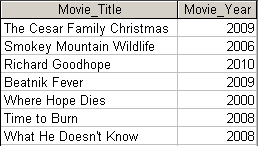 Movie_Title Movie_Year
The Cesar Family Christmas 2009
Smokey Mountain Wildlife 2006
Richard Goodhope 2010
Beatnik Fever 2009
Where Hope Dies 2000
Time to Burn 2008
What He Doesn't Know 2008